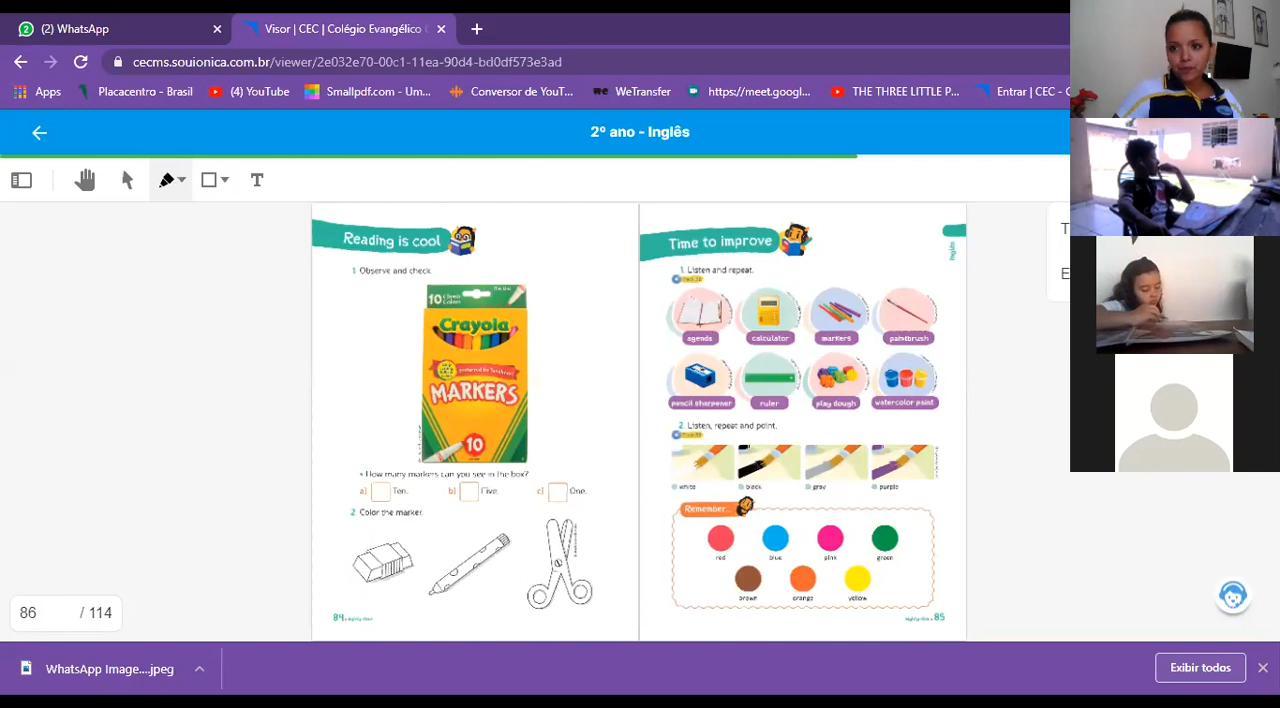 (2) WhatsApp
Visor | CEC | Colégio Evangélico
cecms.souionica.com.br/viewer/2e032e70-00c1-11ea-90d4-bd0df573e3ad
Apps
Placacentro - Brasil
(4) YouTube
Smallpdf.com - Um...
Conversor de YouT...
WeTransfer
https://meet.googl...
THE THREE LITTLE P...
Entrar | CEC - C
2º ano - Inglês
T
T
E
Reading is cool
1 Observe and check.
10
Crayola
MARKERS
10
• How many markers can you see in the box?
a) Ten. b) Five. c) One.
2 Color the marker.
84
Time to improve
Inglês
1. Listen and repeat.
agenda calculator markers paintbrush
pencil sharpener ruler play dough watercolor paint
2. Listen, repeat and point.
white black gray purple
Remember...
red blue pink green
brown orange yellow
85
86 / 114
WhatsApp Image....jpeg
Exibir todos